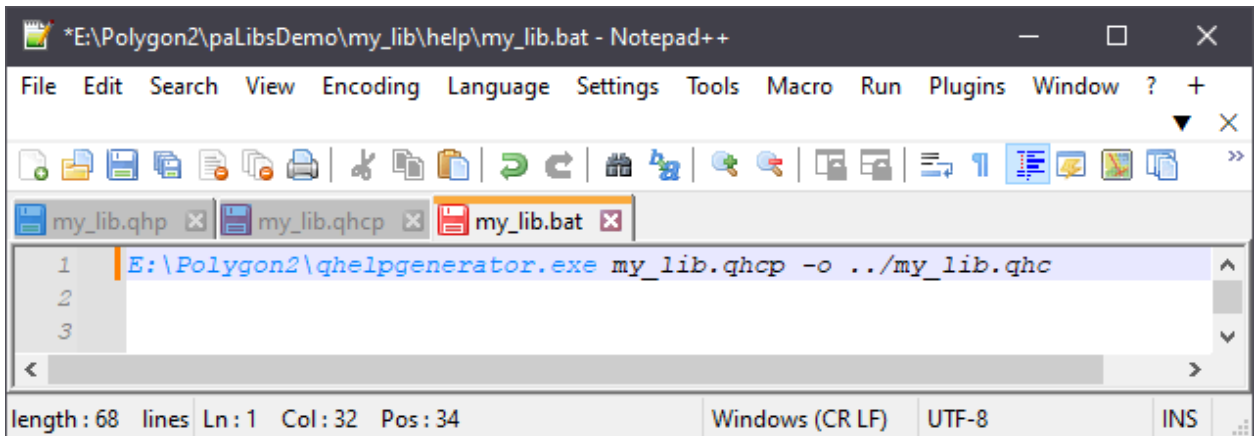 *E:\Polygon2\paLibsDemo\my_lib\help\my_lib.bat - Notepad++
File Edit Search View Encoding Language Settings Tools Macro Run Plugins Window ? +
my_lib.qhp my_lib.qhcp my_lib.bat
1 E:\Polygon2\qhelpgenerator.exe my_lib.qhcp -o ../my_lib.qhc
2
3
length : 68 lines Ln : 1 Col : 32 Pos : 34 Windows (CR LF) UTF-8 INS